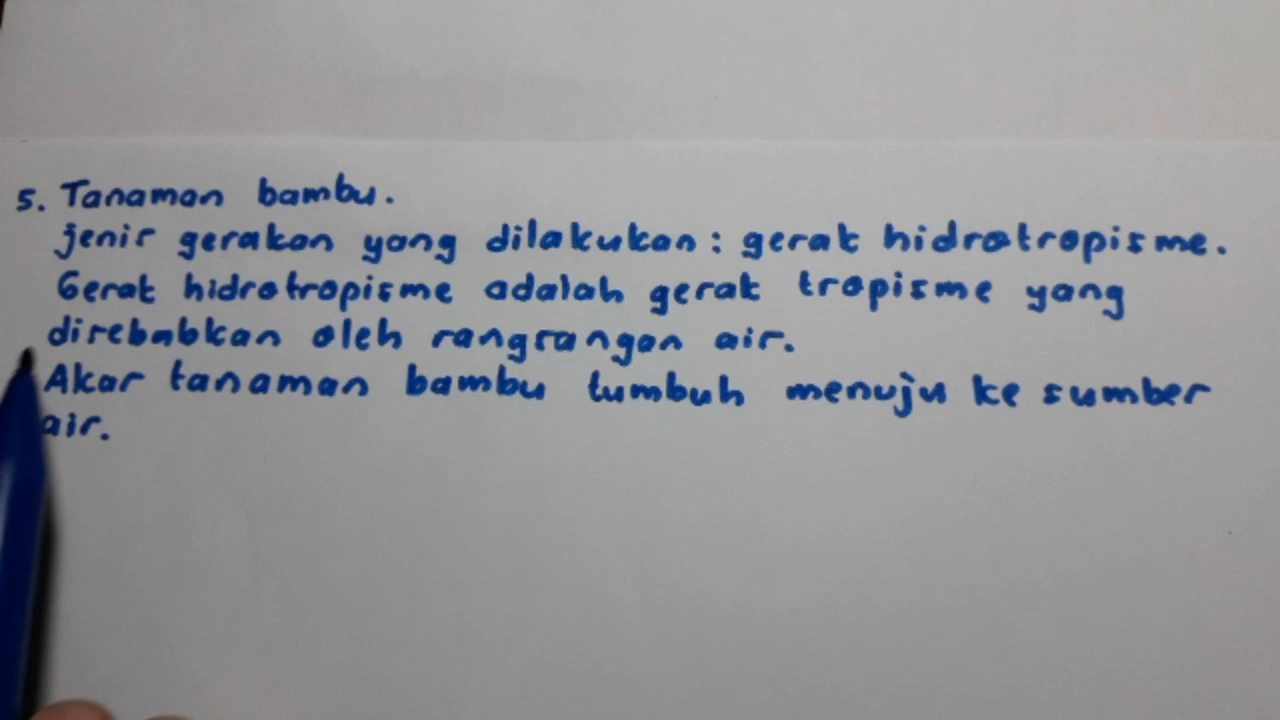 5. Tanaman bambu.
jenis gerakan yang dilakukan: gerak hidrotropisme.
Gerak hidrotropisme adalah gerak tropisme yang
disebabkan oleh rangsangan air.
Akar tanaman bambu tumbuh menuju ke sumber
air.